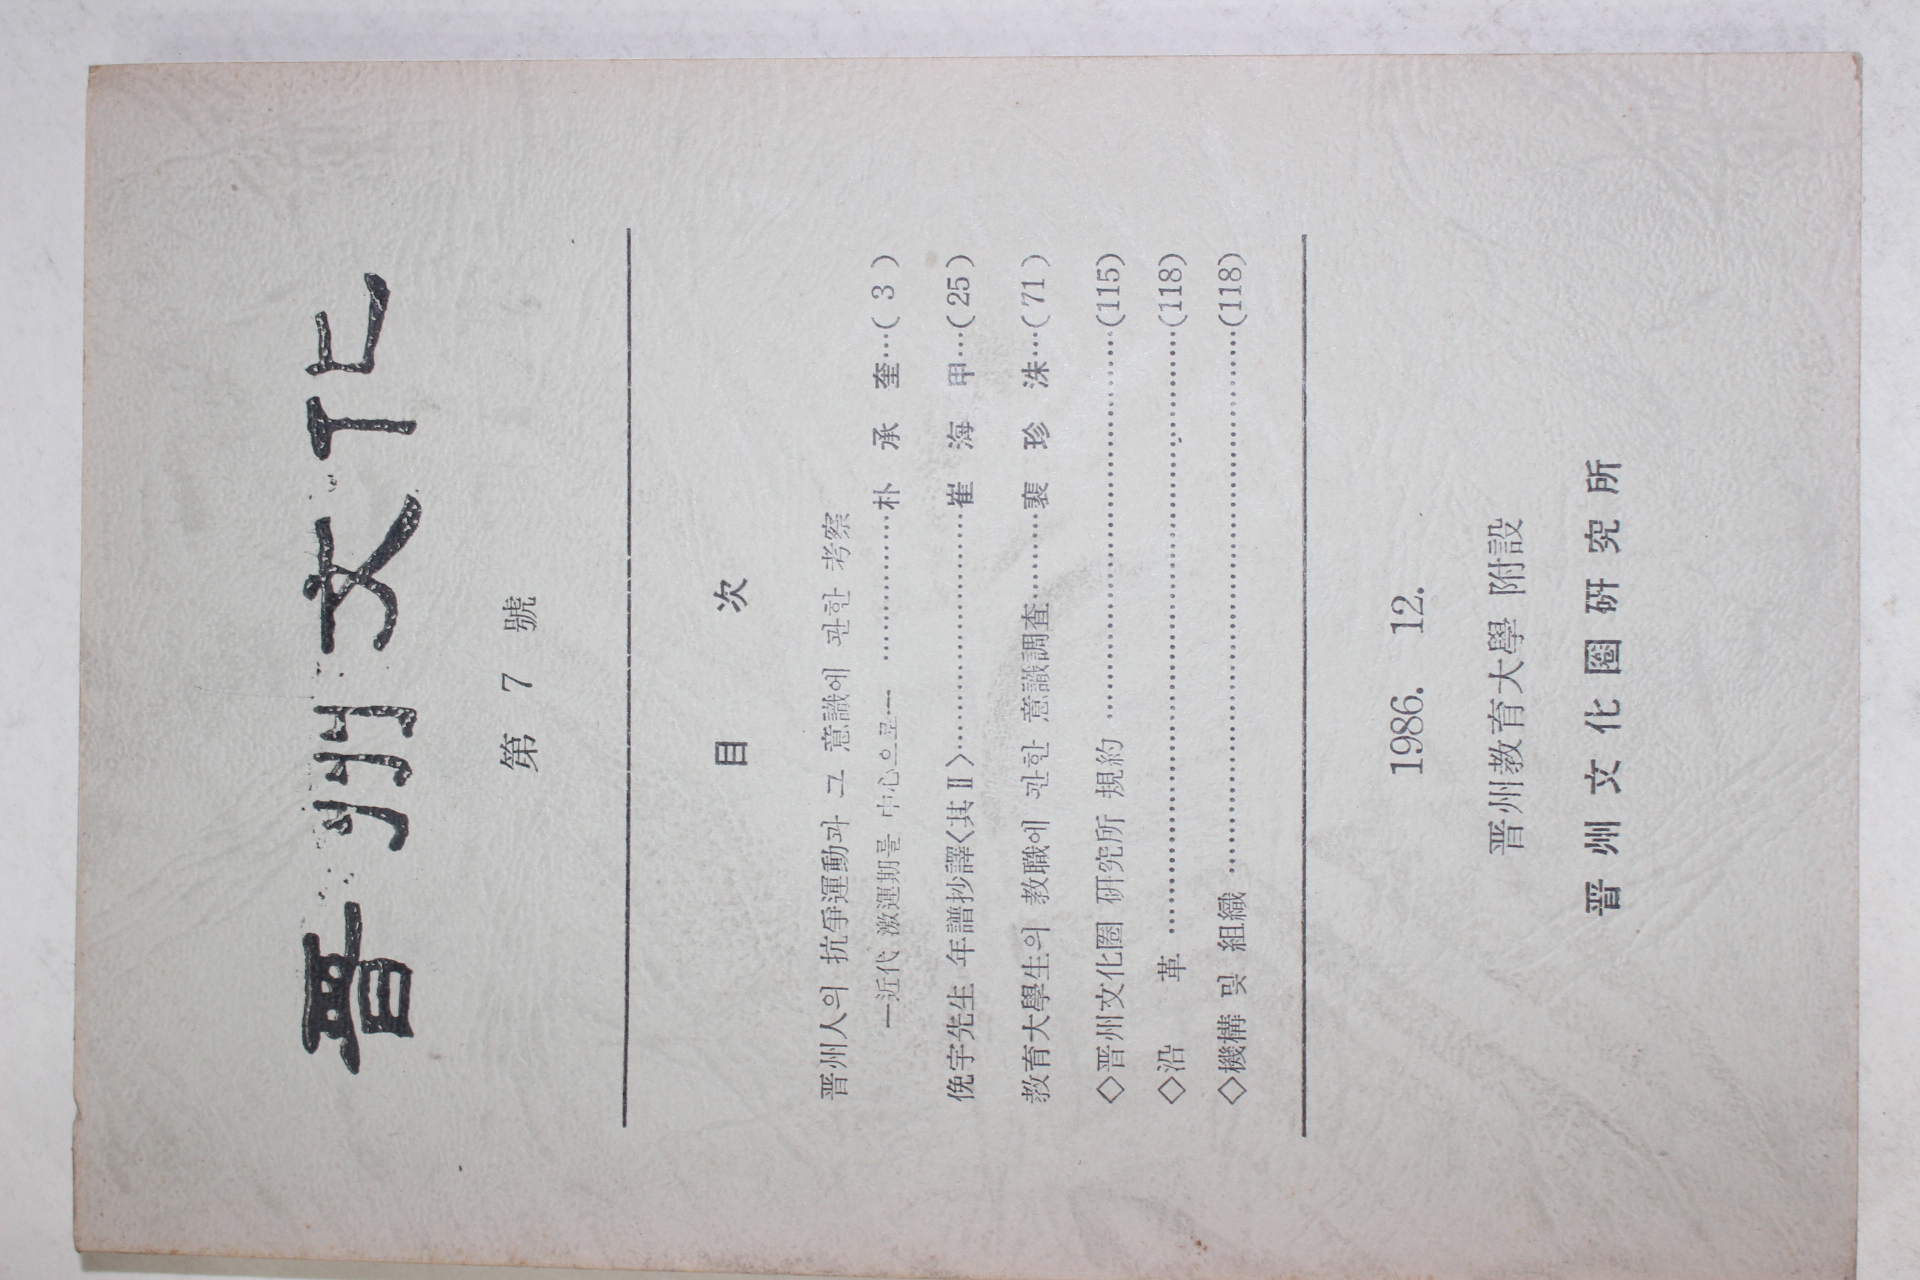 晋州文化
第 7 號
目 次
晋州人의 抗爭運動과 그 意識에 관한 考察
—近代 激運期를 中心으로— ……………朴 承 奎…( 3 )
俛宇先生 年譜抄譯〈其Ⅱ〉……………………崔 海 甲…(25)
教育大學生의 教職에 관한 意識調査…………裵 珍 洙…(71)
◇晋州文化圈 研究所 規約 ……………………………………(115)
◇沿 革 ……………………………………………………(118)
◇機構 및 組織 ……………………………………………(118)
1986. 12.
晋州教育大學 附設
晋州文化圈研究所